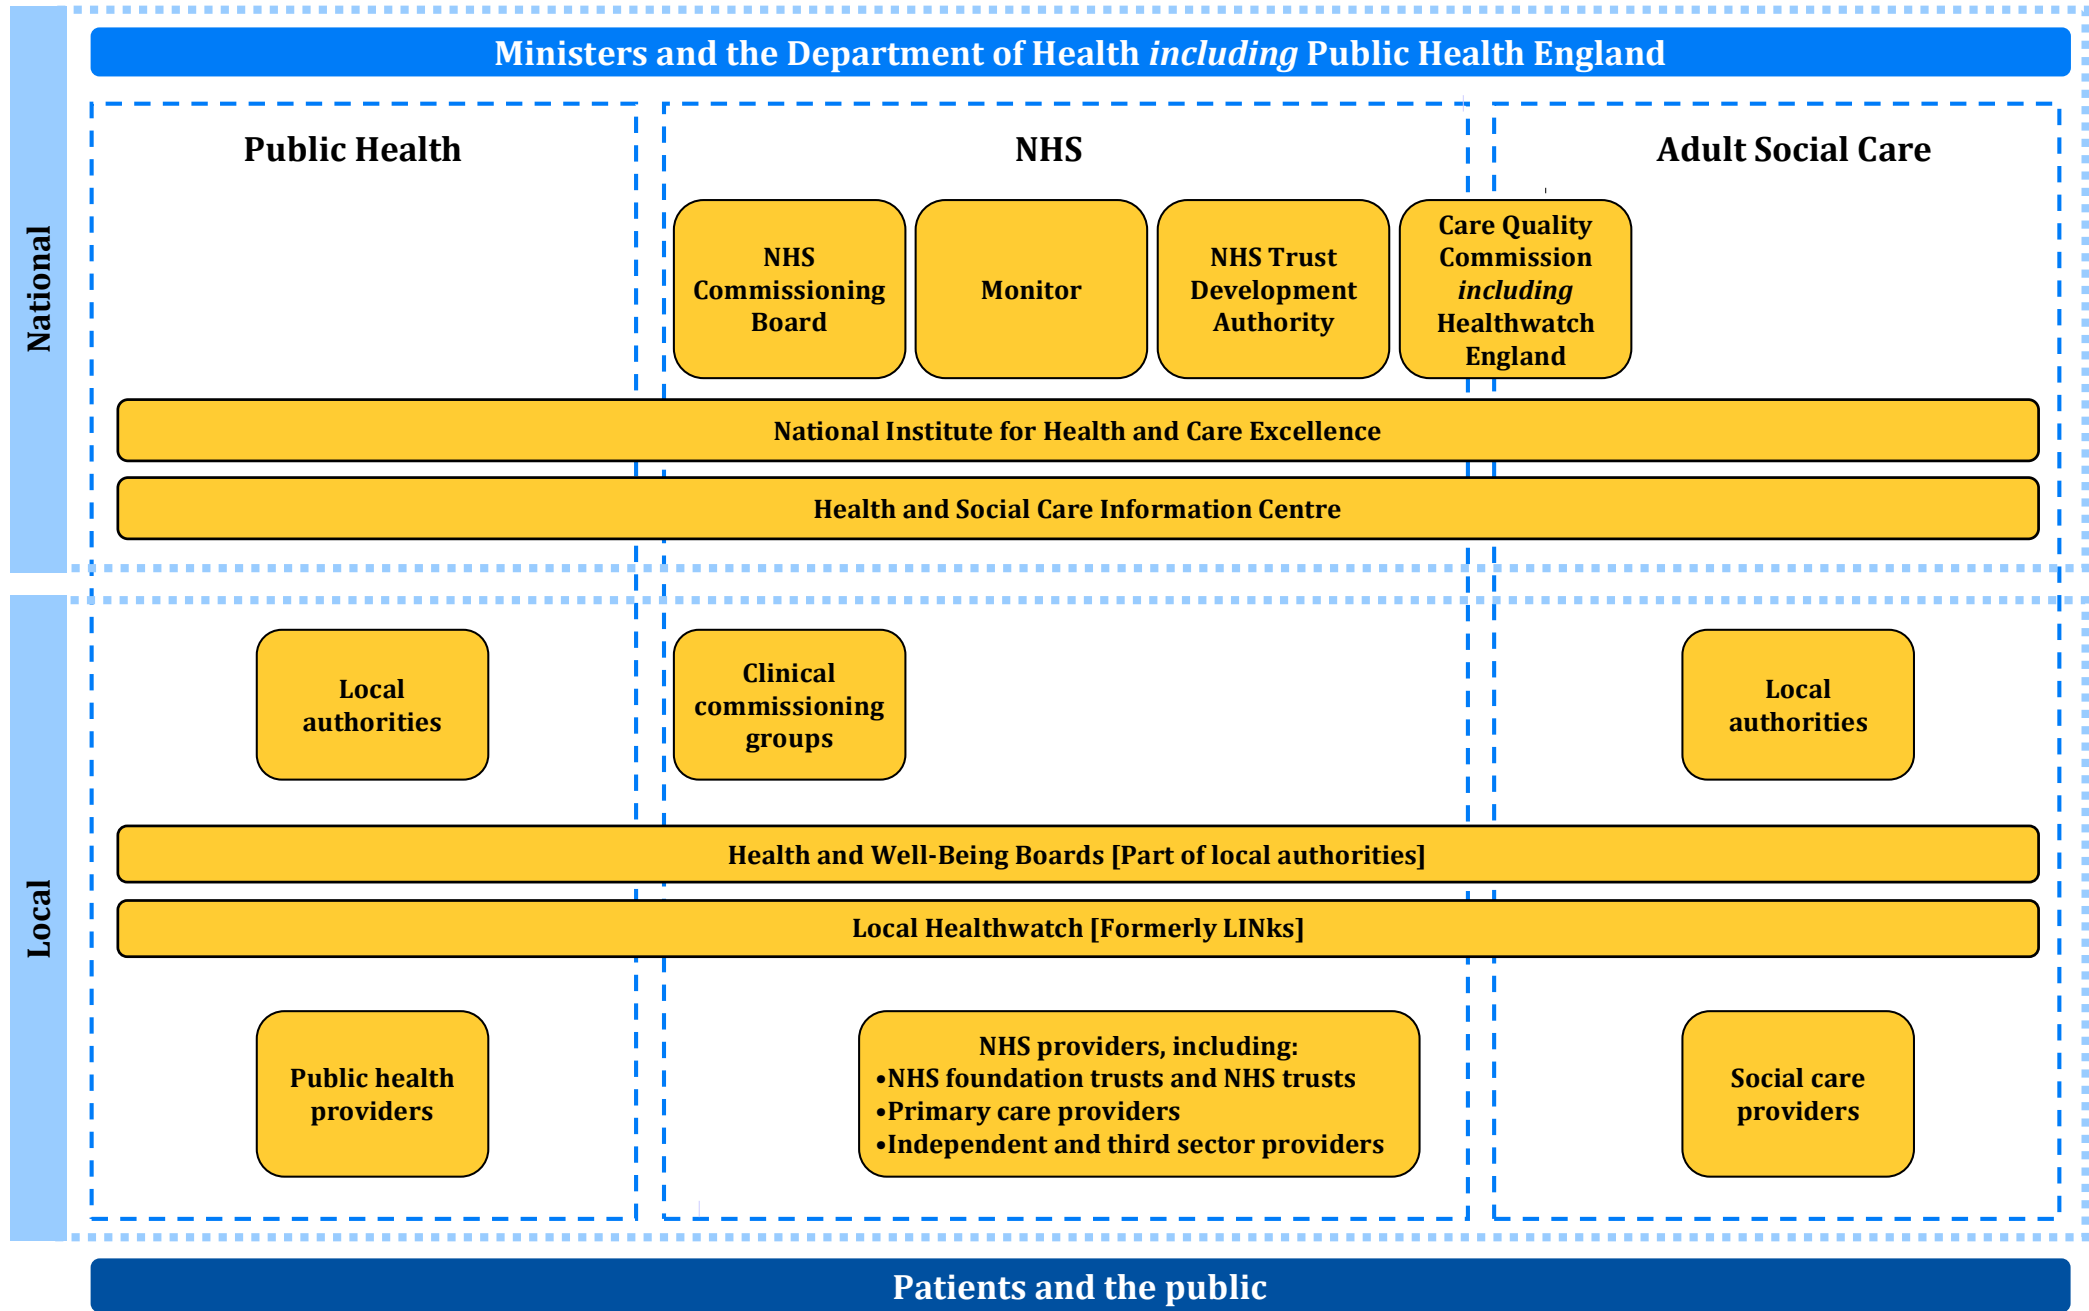 Ministers and the Department of Health including Public Health England
National
Public Health
NHS
Adult Social Care
NHS
Commissioning
Board
Monitor
NHS Trust
Development
Authority
Care Quality
Commission
including
Healthwatch
England
National Institute for Health and Care Excellence
Health and Social Care Information Centre
Local
Local
authorities
Clinical
commissioning
groups
Local
authorities
Health and Well-Being Boards [Part of local authorities]
Local Healthwatch [Formerly LINks]
Public health
providers
NHS providers, including:
•NHS foundation trusts and NHS trusts
•Primary care providers
•Independent and third sector providers
Social care
providers
Patients and the public